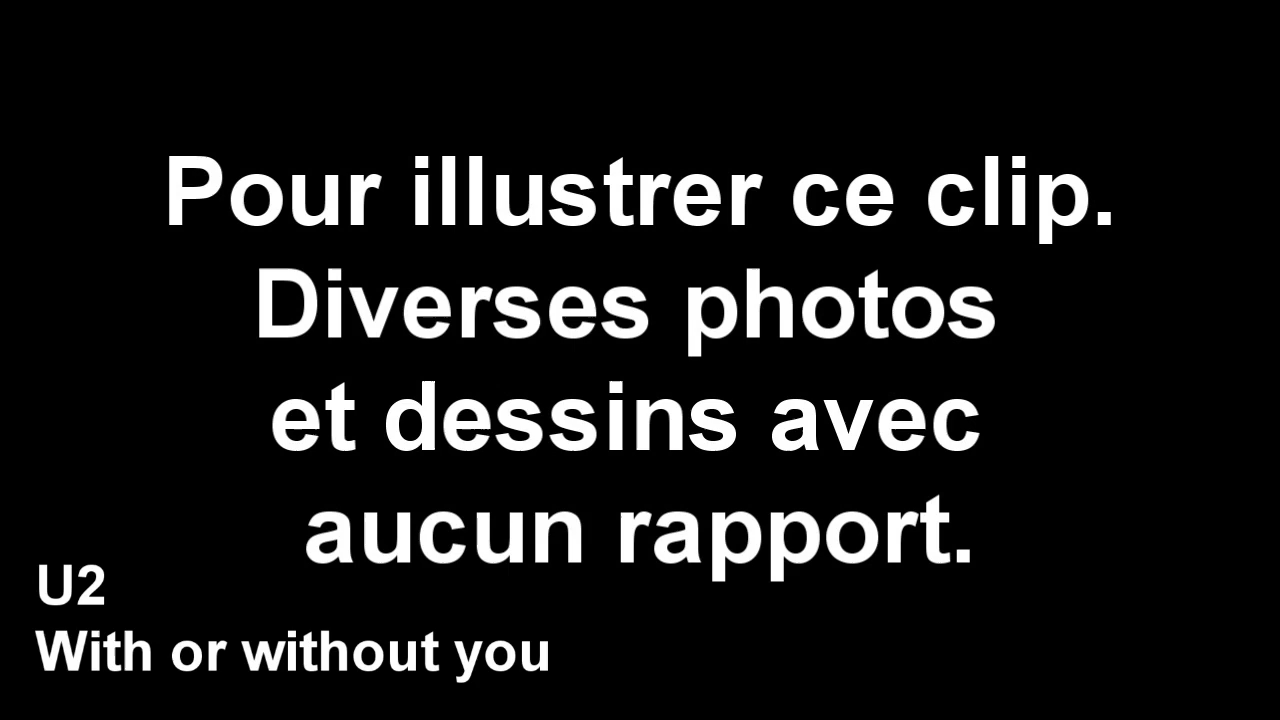 Pour illustrer ce clip.
Diverses photos
et dessins avec
aucun rapport.
U2
With or without you